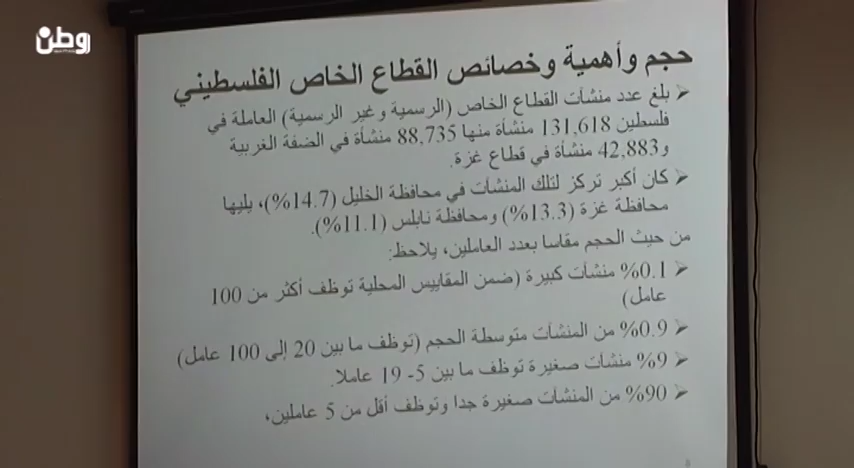 وطن
حجم وأهمية وخصائص القطاع الخاص الفلسطيني
بلغ عدد منشآت القطاع الخاص (الرسمية وغير الرسمية) العاملة في
فلسطين 131,618 منشأة منها 88,735 منشأة في الضفة الغربية
و42,883 منشأة في قطاع غزة.
كان أكبر تركز لتلك المنشآت في محافظة الخليل (14.7%)، يليها
محافظة غزة (13.3%) ومحافظة نابلس (11.1%).
من حيث الحجم مقاسا بعدد العاملين، يلاحظ:
0.1% منشآت كبيرة (ضمن المقاييس المحلية توظف أكثر من 100
عامل)
0.9% من المنشآت متوسطة الحجم (توظف ما بين 20 إلى 100 عامل)
9% منشآت صغيرة توظف ما بين 5- 19 عاملا.
90% من المنشآت صغيرة جدا وتوظف أقل من 5 عاملين،